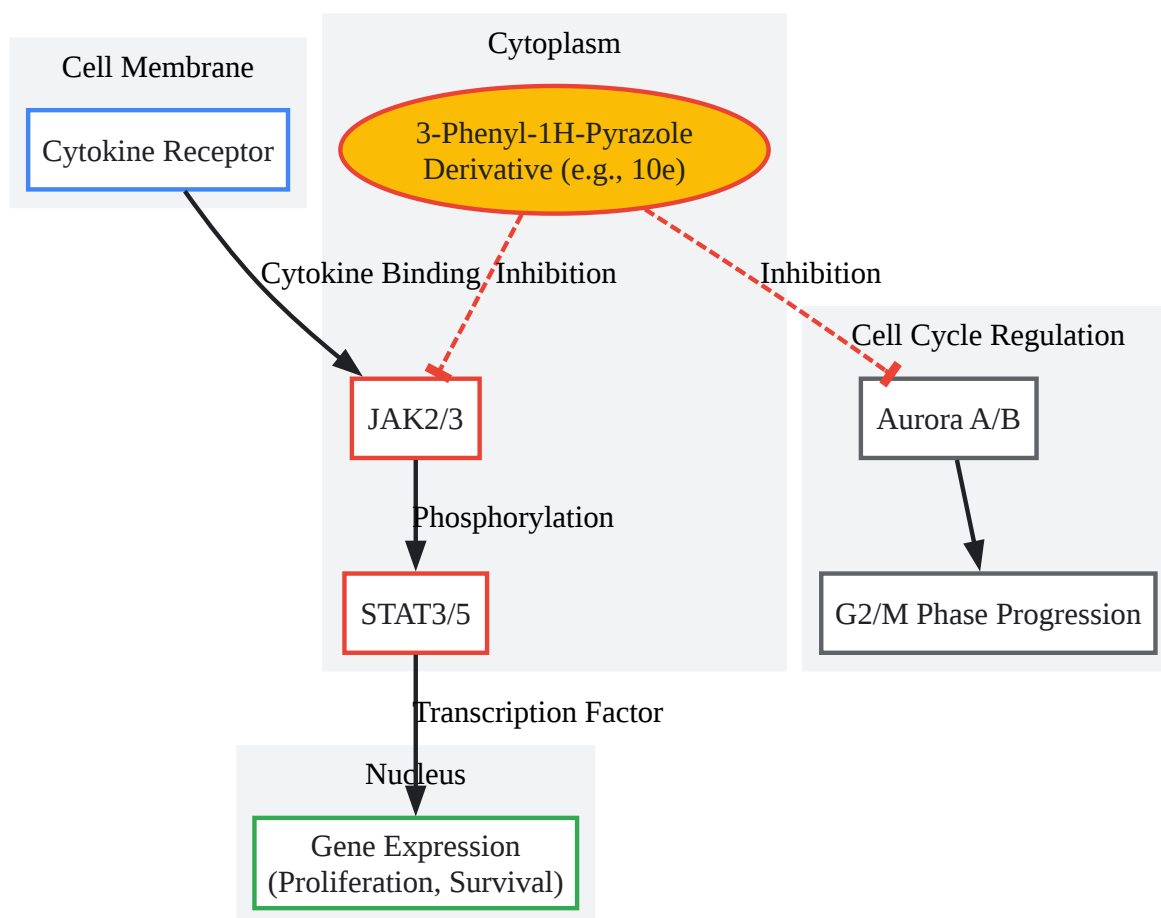 Cytoplasm
Cell Membrane
3-Phenyl-1H-Pyrazole
Derivative (e.g., 10e)
Cytokine Receptor
Cytokine Binding
Inhibition
Inhibition
Cell Cycle Regulation
JAK2/3
Aurora A/B
Phosphorylation
STAT3/5
G2/M Phase Progression
Transcription Factor
Nucleus
Gene Expression
(Proliferation, Survival)